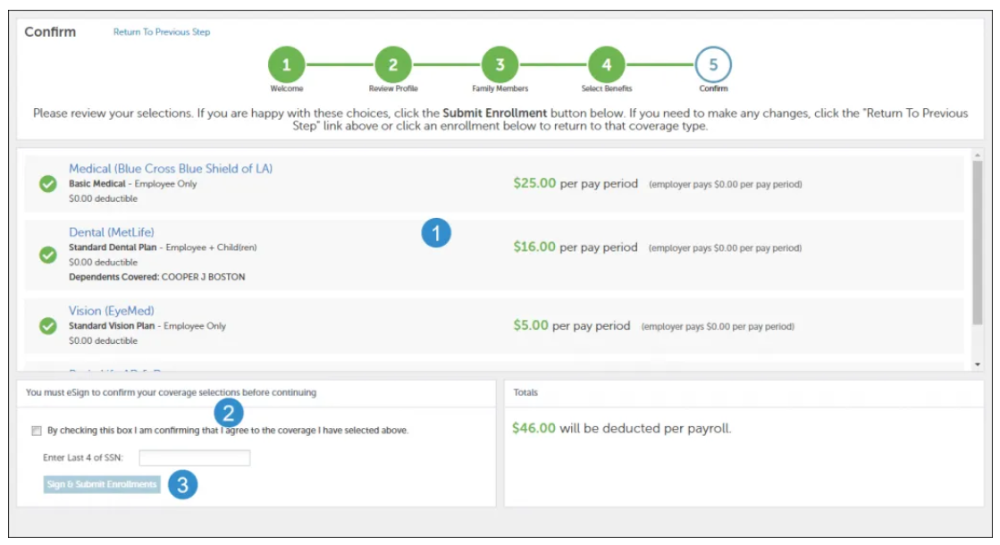 Confirm
Return To Previous Step
1
2
3
4
5
Welcome
Review Profile
Family Members
Select Benefits
Confirm
Please review your selections. If you are happy with these choices, click the Submit Enrollment button below. If you need to make any changes, click the "Return To Previous
Step" link above or click an enrollment below to return to that coverage type.
Medical (Blue Cross Blue Shield of LA)
Basic Medical - Employee Only
$0.00 deductible
$25.00 per pay period (employer pays $0.00 per pay period)
1
Dental (MetLife)
Standard Dental Plan - Employee + Child(ren)
$0.00 deductible
Dependents Covered: COOPER J BOSTON
$16.00 per pay period (employer pays $0.00 per pay period)
Vision (EyeMed)
Standard Vision Plan - Employee Only
$0.00 deductible
$5.00 per pay period (employer pays $0.00 per pay period)
You must eSign to confirm your coverage selections before continuing
2
By checking this box I am confirming that I agree to the coverage I have selected above.
Enter Last 4 of SSN:
Sign & Submit Enrollments
3
Totals
$46.00 will be deducted per payroll.